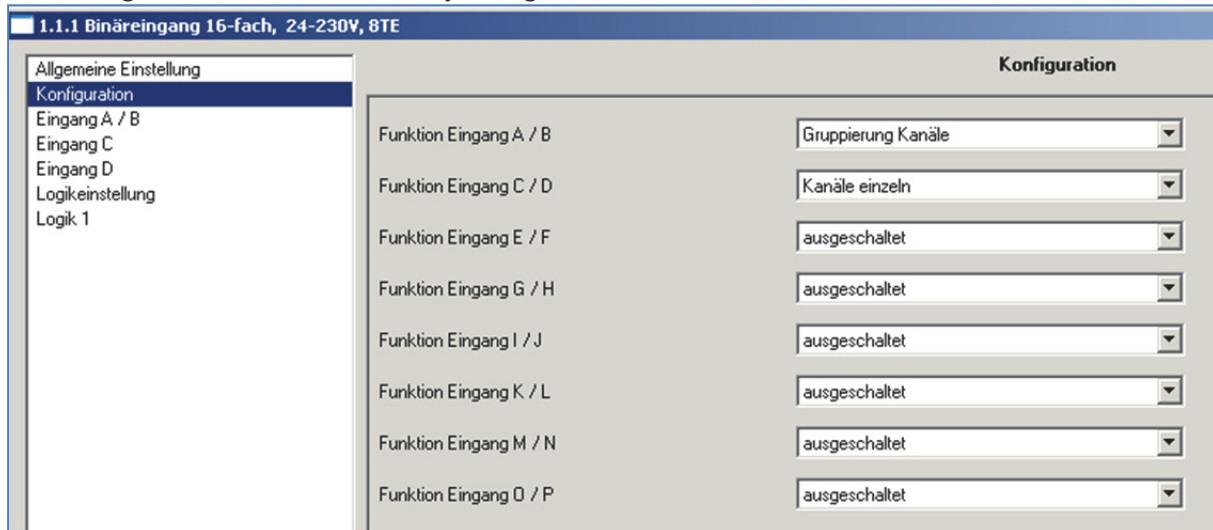 1.1.1 Binäreingang 16-fach, 24-230V, 8TE
Allgemeine Einstellung
Konfiguration
Eingang A / B
Eingang C
Eingang D
Logikeinstellung
Logik 1
Konfiguration
Funktion Eingang A / B Gruppierung Kanäle
Funktion Eingang C / D Kanäle einzeln
Funktion Eingang E / F ausgeschaltet
Funktion Eingang G / H ausgeschaltet
Funktion Eingang I / J ausgeschaltet
Funktion Eingang K / L ausgeschaltet
Funktion Eingang M / N ausgeschaltet
Funktion Eingang O / P ausgeschaltet